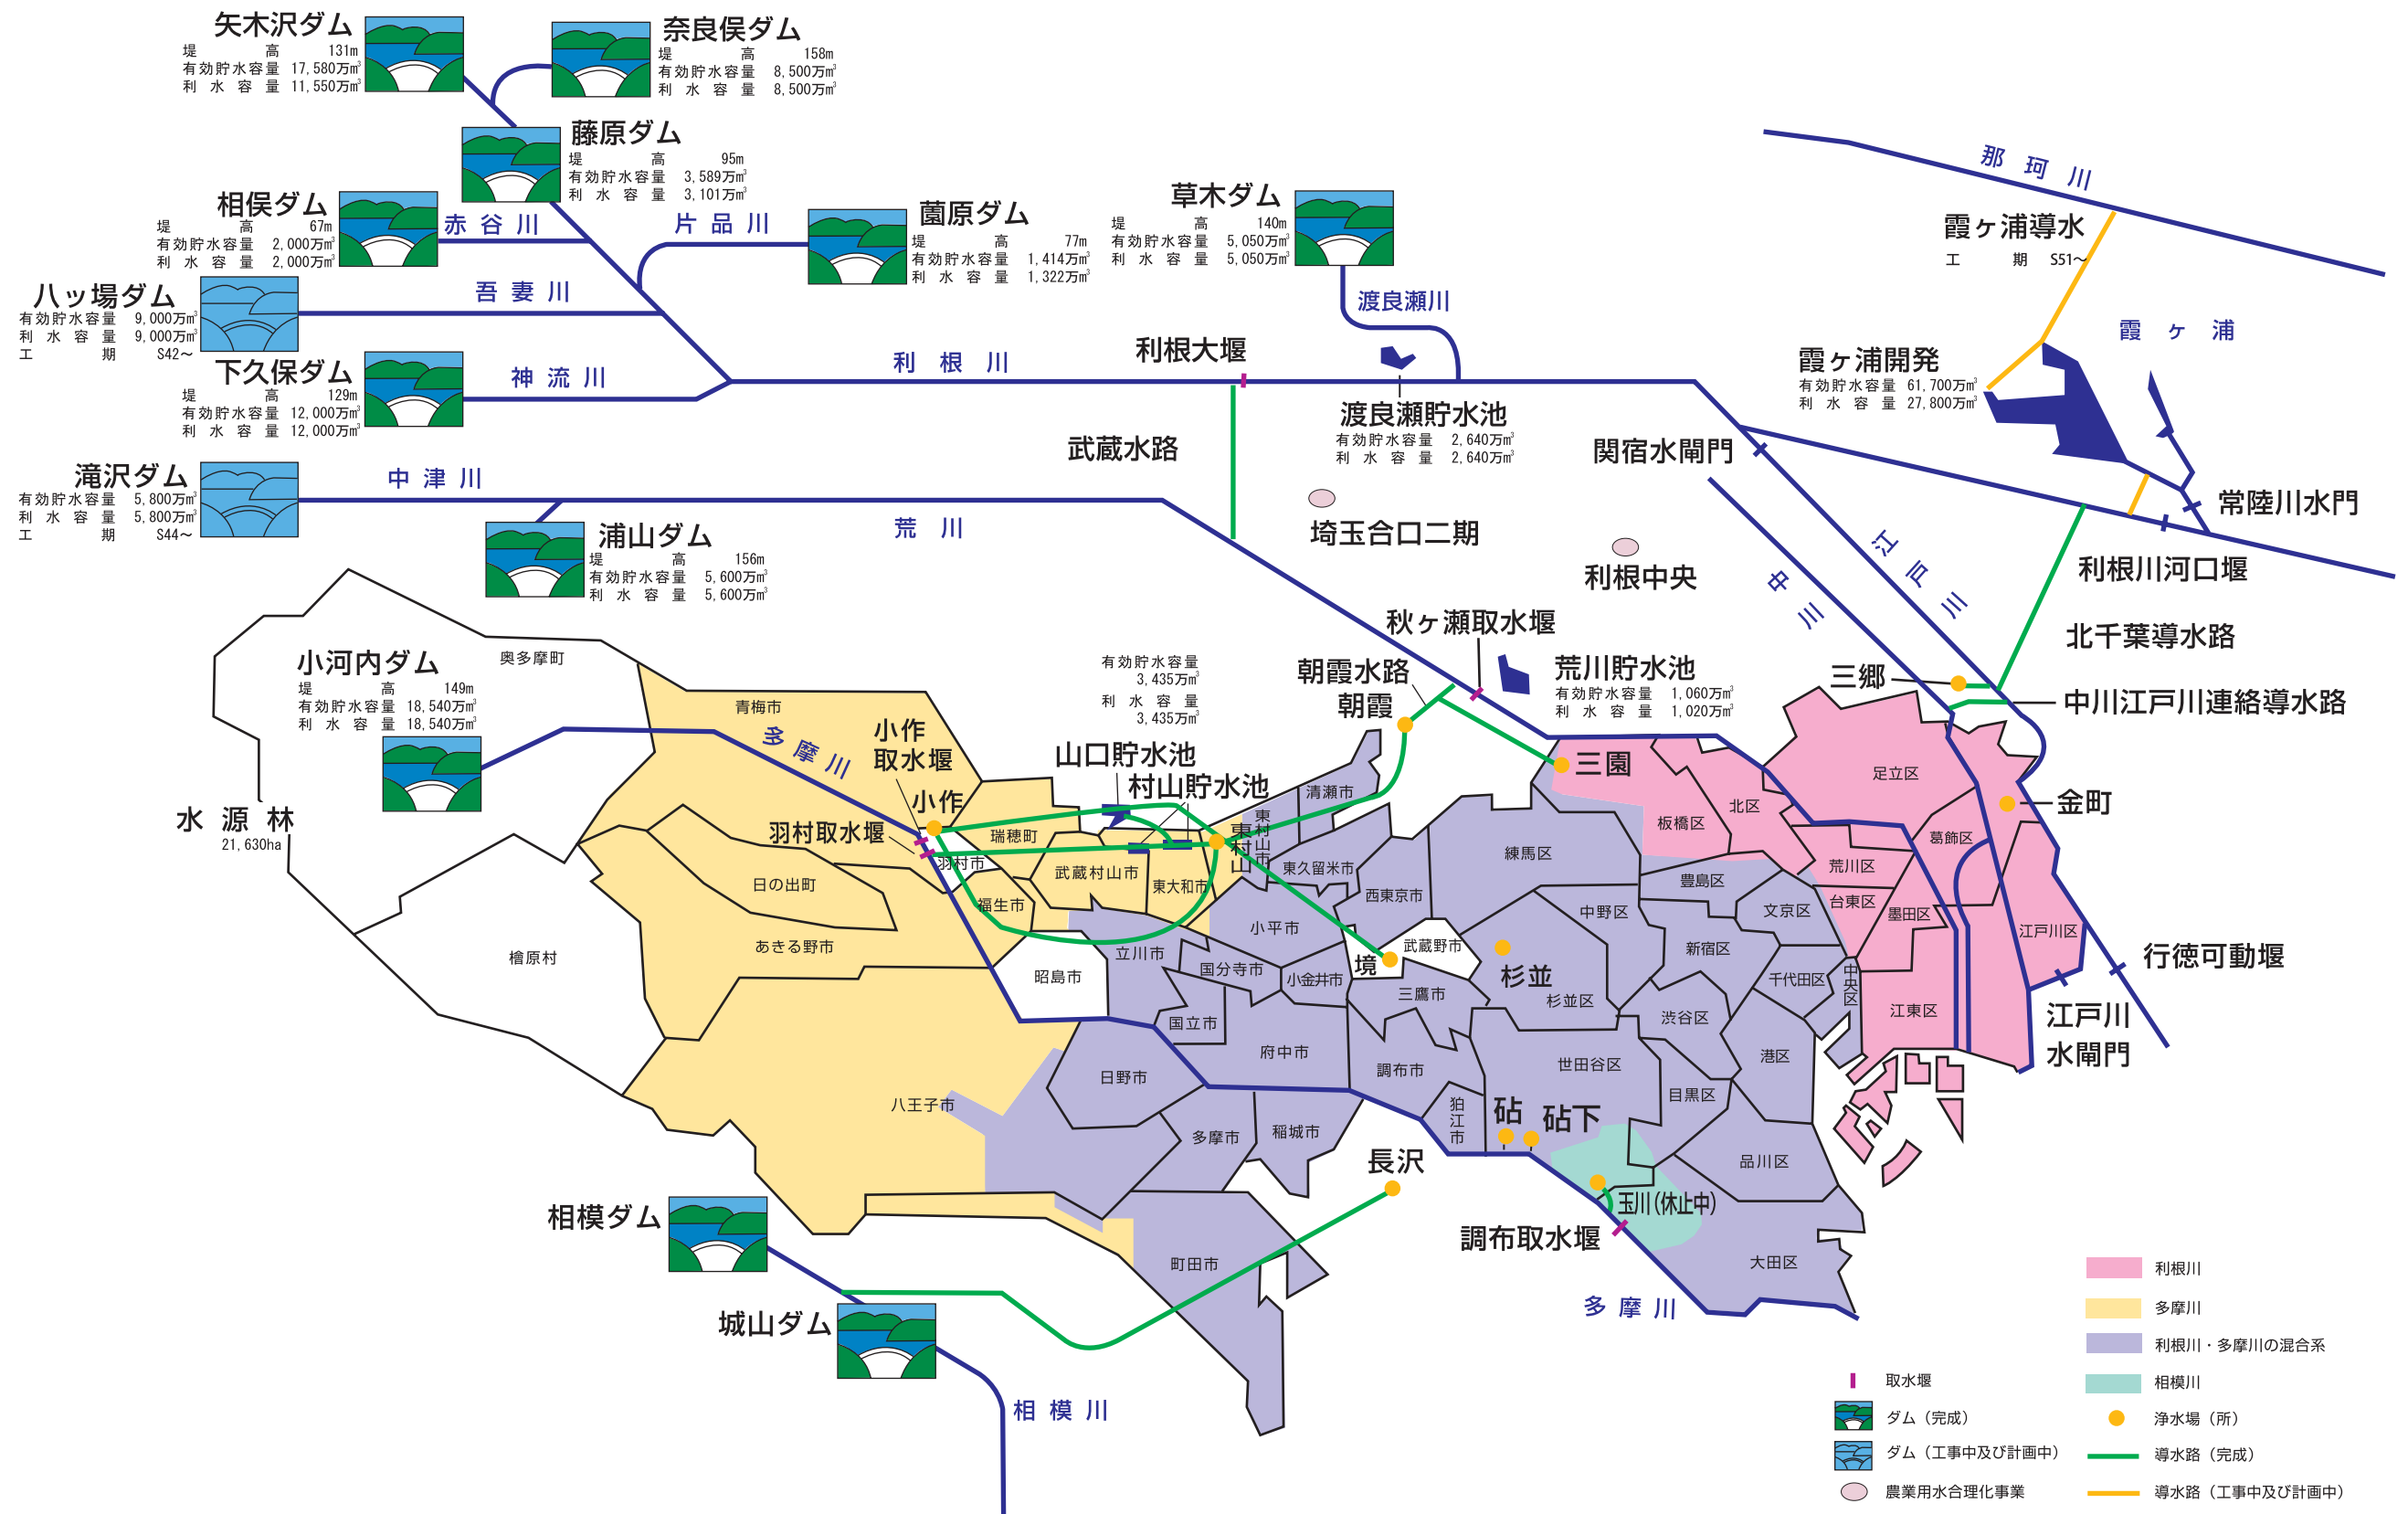 矢木沢ダム
堤 高 131m
有効貯水容量 17,580万㎥
利水容量 11,550万㎥
奈良俣ダム
堤 高 158m
有効貯水容量 8,500万㎥
利水容量 8,500万㎥
藤原ダム
堤 高 95m
有効貯水容量 3,589万㎥
利水容量 3,101万㎥
相俣ダム
堤 高 67m
有効貯水容量 2,000万㎥
利水容量 2,000万㎥
赤谷川
片品川
薗原ダム
堤 高 77m
有効貯水容量 1,414万㎥
利水容量 1,322万㎥
草木ダム
堤 高 140m
有効貯水容量 5,050万㎥
利水容量 5,050万㎥
渡良瀬川
那珂川
霞ヶ浦導水
工 期 S51～
霞ヶ浦
八ッ場ダム
有効貯水容量 9,000万㎥
利水容量 9,000万㎥
工 期 S42～
吾妻川
下久保ダム
堤 高 129m
有効貯水容量 12,000万㎥
利水容量 12,000万㎥
神流川
利根川
利根大堰
渡良瀬貯水池
有効貯水容量 2,640万㎥
利水容量 2,640万㎥
霞ヶ浦開発
有効貯水容量 61,700万㎥
利水容量 27,800万㎥
武蔵水路
関宿水閘門
常陸川水門
滝沢ダム
有効貯水容量 5,800万㎥
利水容量 5,800万㎥
工 期 S44～
中津川
荒川
浦山ダム
堤 高 156m
有効貯水容量 5,600万㎥
利水容量 5,600万㎥
埼玉合口二期
利根中央
中川
江戸川
利根川河口堰
北千葉導水路
中川江戸川連絡導水路
三郷
金町
小河内ダム
堤 高 149m
有効貯水容量 18,540万㎥
利水容量 18,540万㎥
水源林
21,630ha
奥多摩町
青梅市
多摩川
小作
取水堰
小作
羽村取水堰
有効貯水容量
3,435万㎥
利水容量
3,435万㎥
山口貯水池
村山貯水池
秋ヶ瀬取水堰
朝霞水路
朝霞
荒川貯水池
有効貯水容量 1,060万㎥
利水容量 1,020万㎥
三園
瑞穂町
羽村市
福生市
武蔵村山市
東大和市
東村山
東村山市
清瀬市
東久留米市
西東京市
練馬区
板橋区
北区
足立区
葛飾区
荒川区
台東区
墨田区
江戸川区
江東区
豊島区
文京区
中野区
新宿区
千代田区
中央区
渋谷区
港区
日の出町
あきる野市
檜原村
昭島市
立川市
小平市
国分寺市
小金井市
国立市
府中市
武蔵野市
境
三鷹市
杉並
杉並区
調布市
狛江市
世田谷区
目黒区
品川区
大田区
八王子市
日野市
多摩市
稲城市
町田市
砧
砧下
玉川(休止中)
調布取水堰
多摩川
長沢
行徳可動堰
江戸川
水閘門
相模ダム
城山ダム
相模川
取水堰
ダム（完成）
ダム（工事中及び計画中）
農業用水合理化事業
利根川
多摩川
利根川・多摩川の混合系
相模川
浄水場（所）
導水路（完成）
導水路（工事中及び計画中）